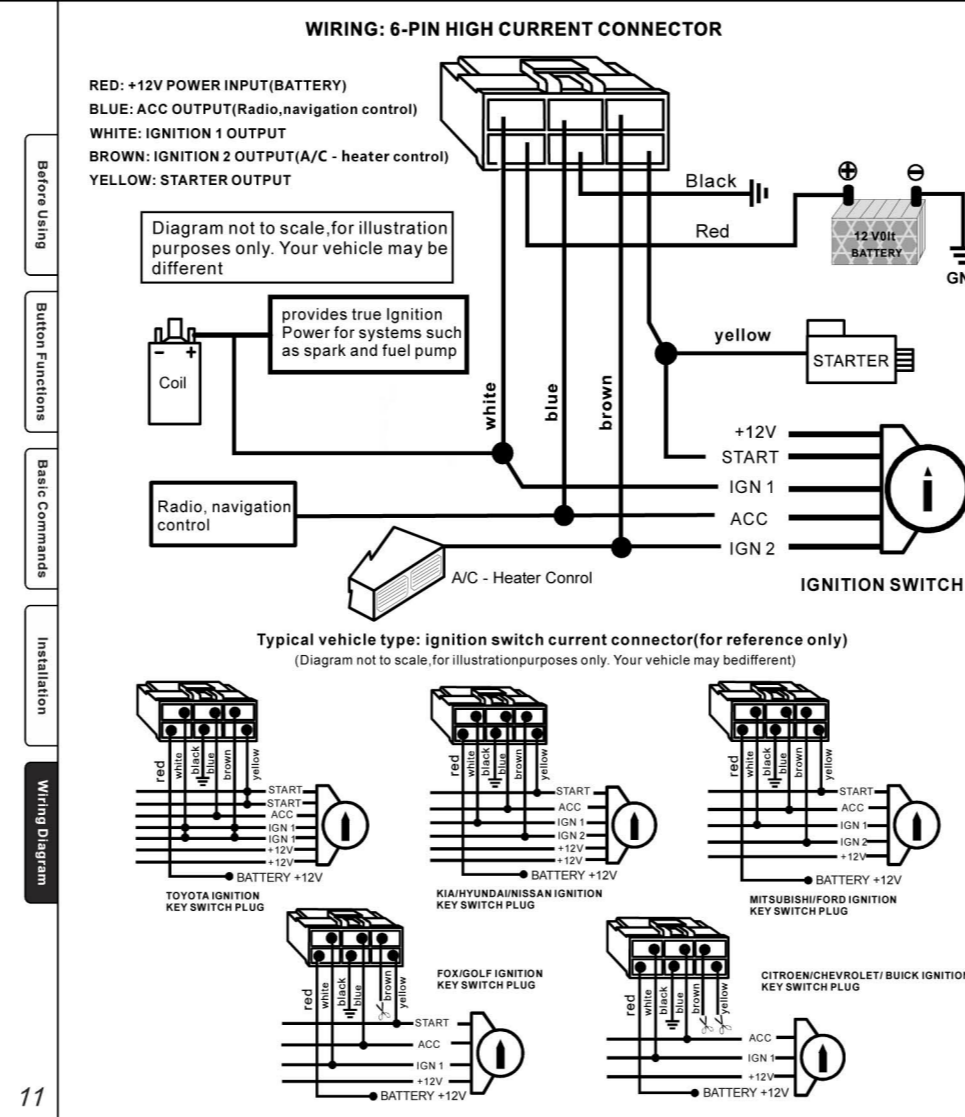 WIRING: 6-PIN HIGH CURRENT CONNECTOR
RED: +12V POWER INPUT(BATTERY)
BLUE: ACC OUTPUT(Radio,navigation control)
WHITE: IGNITION 1 OUTPUT
BROWN: IGNITION 2 OUTPUT(A/C - heater control)
YELLOW: STARTER OUTPUT
Diagram not to scale,for illustration
purposes only. Your vehicle may be
different
Black
Red
+
-
12 V0lt
BATTERY
provides true Ignition
Power for systems such
as spark and fuel pump
- +
Coil
white
blue
brown
yellow
STARTER
+12V
START
IGN 1
ACC
IGN 2
Radio, navigation
control
A/C - Heater Conrol
IGNITION SWITCH
Typical vehicle type: ignition switch current connector(for reference only)
(Diagram not to scale,for illustrationpurposes only. Your vehicle may bedifferent)
red
white
black
blue
brown
yellow
START
START
ACC
IGN 1
IGN 1
+12V
+12V
BATTERY +12V
TOYOTA IGNITION
KEY SWITCH PLUG
red
white
black
blue
brown
yellow
START
ACC
IGN 1
IGN 2
+12V
+12V
BATTERY +12V
KIA/HYUNDAI/NISSAN IGNITION
KEY SWITCH PLUG
red
white
black
blue
brown
yellow
START
ACC
IGN 1
IGN 2
+12V
BATTERY +12V
MITSUBISHI/FORD IGNITION
KEY SWITCH PLUG
red
white
black
blue
brown
yellow
FOX/GOLF IGNITION
KEY SWITCH PLUG
START
ACC
IGN 1
+12V
BATTERY +12V
red
white
black
blue
brown
yellow
CITROEN/CHEVROLET/ BUICK IGNITION
KEY SWITCH PLUG
ACC
IGN 1
+12V
BATTERY +12V
Before Using
Button Functions
Basic Commands
Installation
Wiring Diagram
11